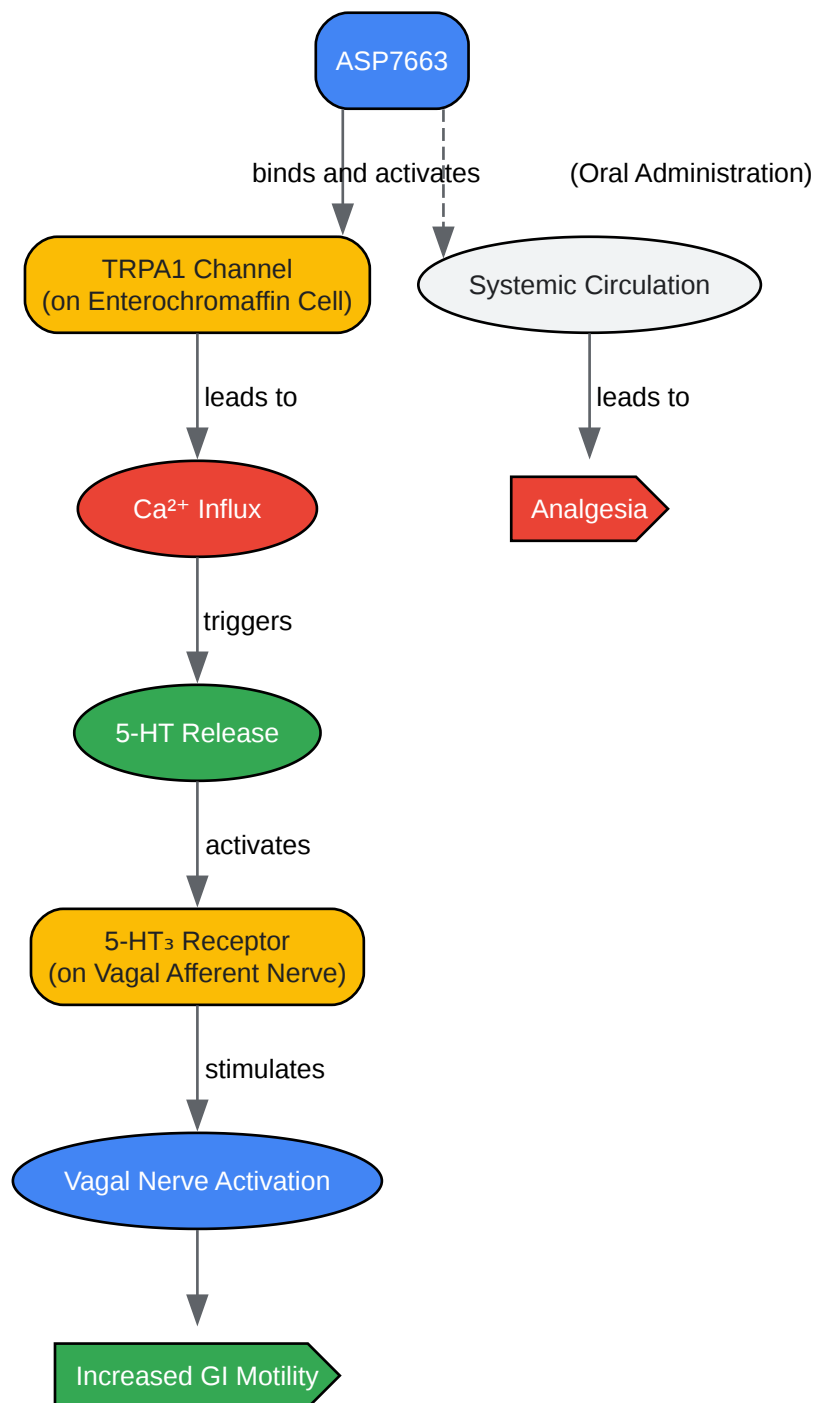 ASP7663
binds and activates
(Oral Administration)
TRPA1 Channel
(on Enterochromaffin Cell)
Systemic Circulation
leads to
leads to
Ca²⁺ Influx
Analgesia
triggers
5-HT Release
activates
5-HT₃ Receptor
(on Vagal Afferent Nerve)
stimulates
Vagal Nerve Activation
Increased GI Motility